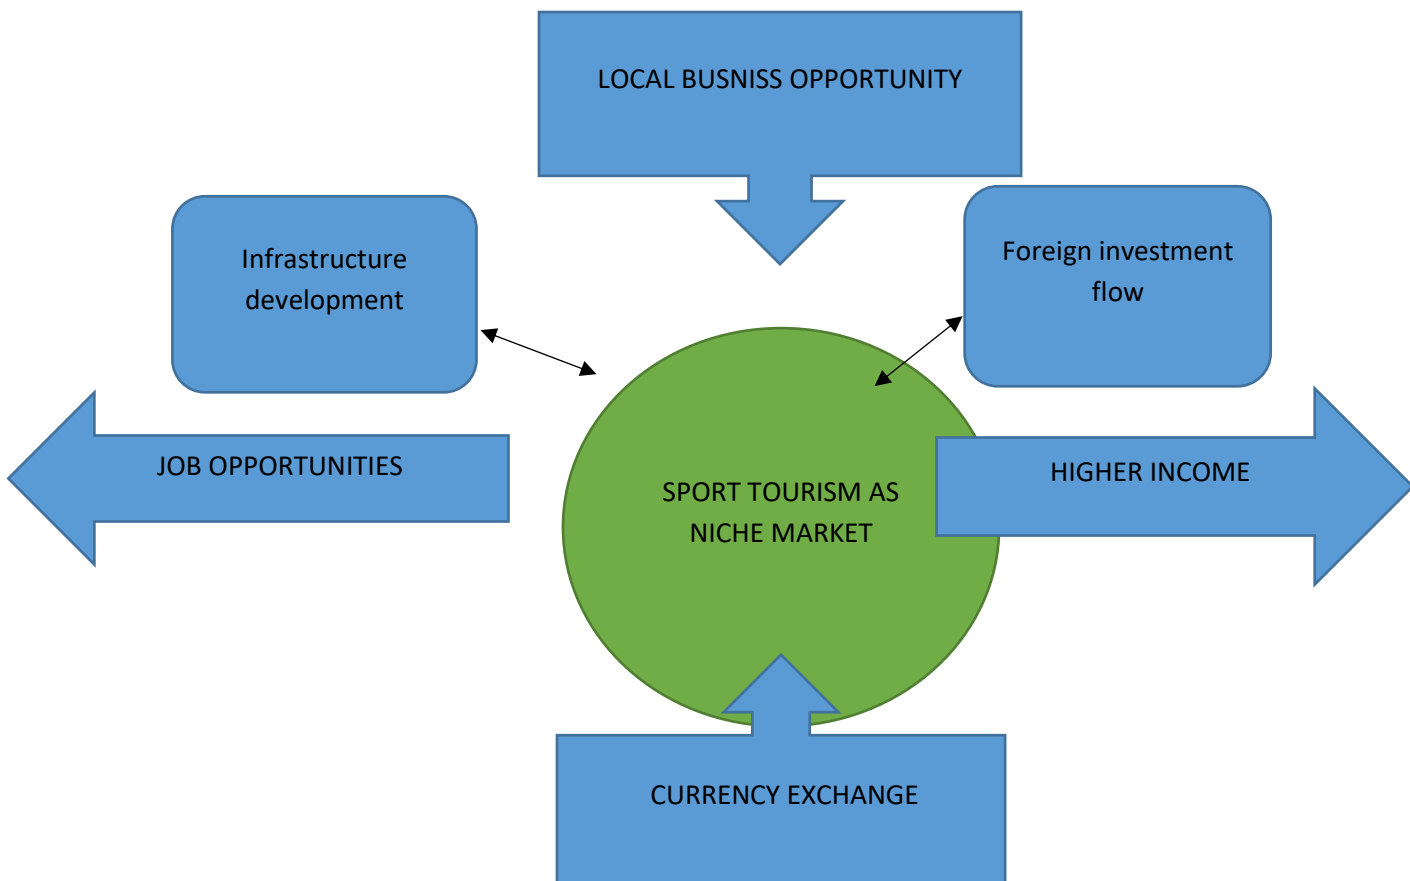 LOCAL BUSNISS OPPORTUNITY
Infrastructure
development
Foreign investment
flow
JOB OPPORTUNITIES
SPORT TOURISM AS
NICHE MARKET
HIGHER INCOME
CURRENCY EXCHANGE